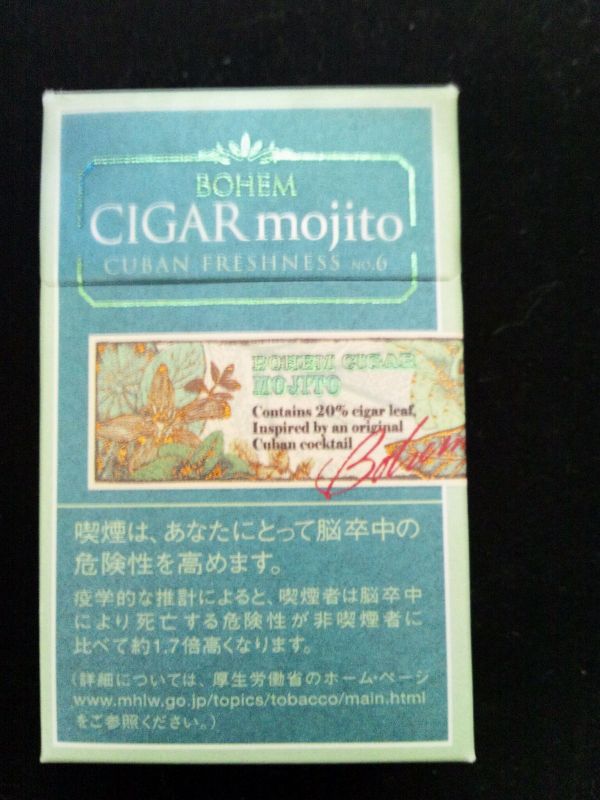 BOHEM
CIGAR mojito
CUBAN FRESHNESS NO.6
BOHEM CIGAR
MOJITO
Contains 20% cigar leaf,
Inspired by an original
Cuban cocktail
Bohem
喫煙は、あなたにとって脳卒中の
危険性を高めます。
疫学的な推計によると、喫煙者は脳卒中
により死亡する危険性が非喫煙者に
比べて約1.7倍高くなります。
(詳細については、厚生労働省のホーム・ページ
www.mhlw.go.jp/topics/tobacco/main.html
をご参照ください。)